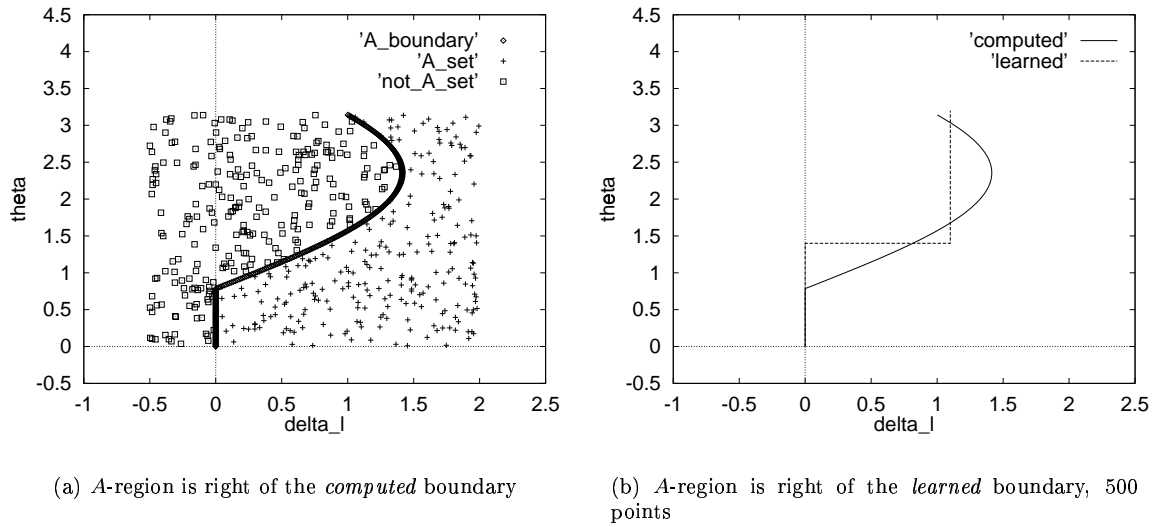 4.5
4
3.5
3
2.5
2
1.5
1
0.5
0
-0.5
theta
'A_boundary'
'A_set'
'not_A_set'
-1 -0.5 0 0.5 1 1.5 2 2.5
delta_l
(a) A-region is right of the computed boundary
4.5
4
3.5
3
2.5
2
1.5
1
0.5
0
-0.5
theta
'computed'
'learned'
-1 -0.5 0 0.5 1 1.5 2 2.5
delta_l
(b) A-region is right of the learned boundary, 500
points